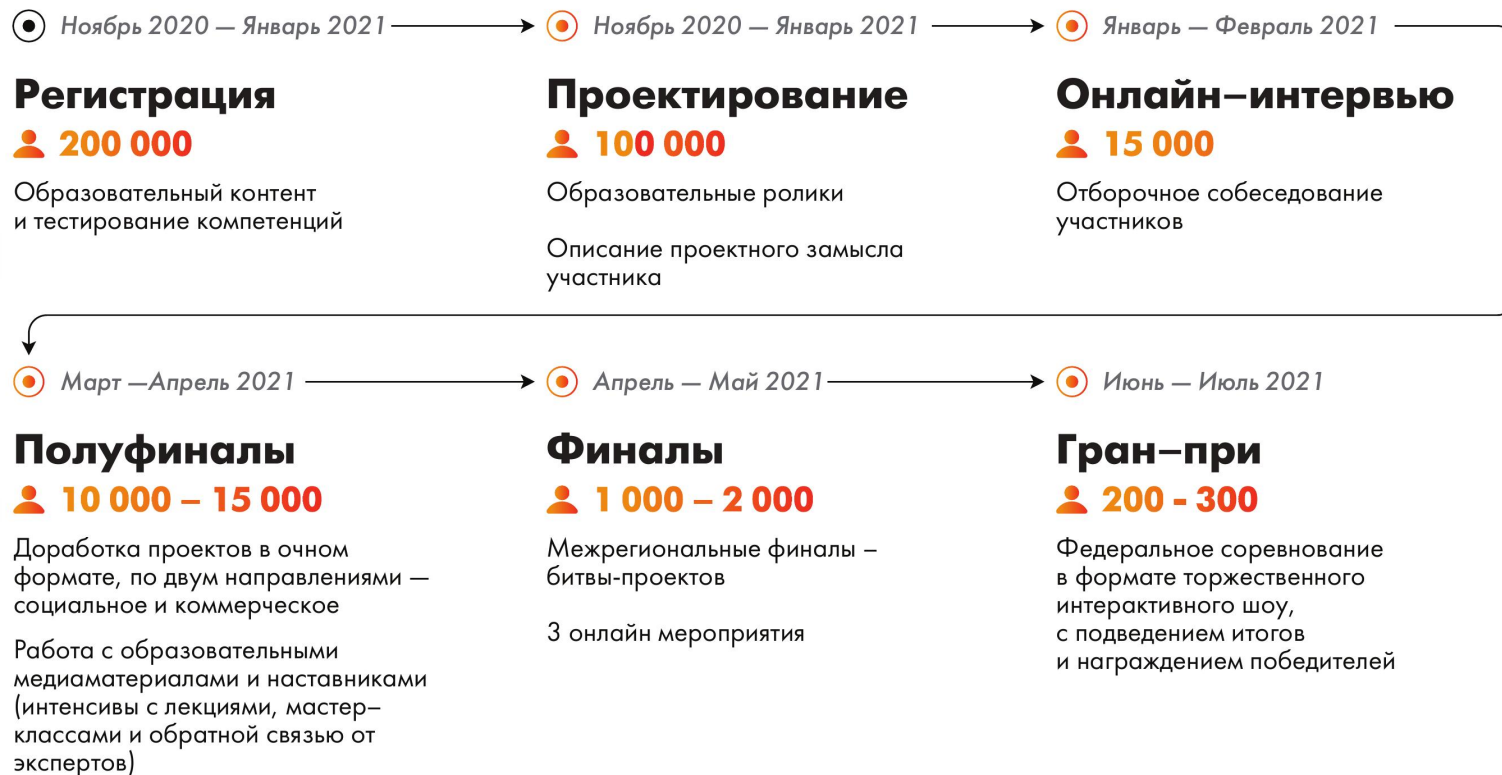 Ноябрь 2020 — Январь 2021
Регистрация
200 000
Образовательный контент
и тестирование компетенций
Ноябрь 2020 — Январь 2021
Проектирование
100 000
Образовательные ролики
Описание проектного замысла
участника
Январь — Февраль 2021
Онлайн–интервью
15 000
Отборочное собеседование
участников
Март —Апрель 2021
Полуфиналы
10 000 – 15 000
Доработка проектов в очном
формате, по двум направлениями —
социальное и коммерческое
Работа с образовательными
медиаматериалами и наставниками
(интенсивы с лекциями, мастер–
классами и обратной связью от
экспертов)
Апрель — Май 2021
Финалы
1 000 – 2 000
Межрегиональные финалы –
битвы-проектов
3 онлайн мероприятия
Июнь — Июль 2021
Гран–при
200 - 300
Федеральное соревнование
в формате торжественного
интерактивного шоу,
с подведением итогов
и награждением победителей